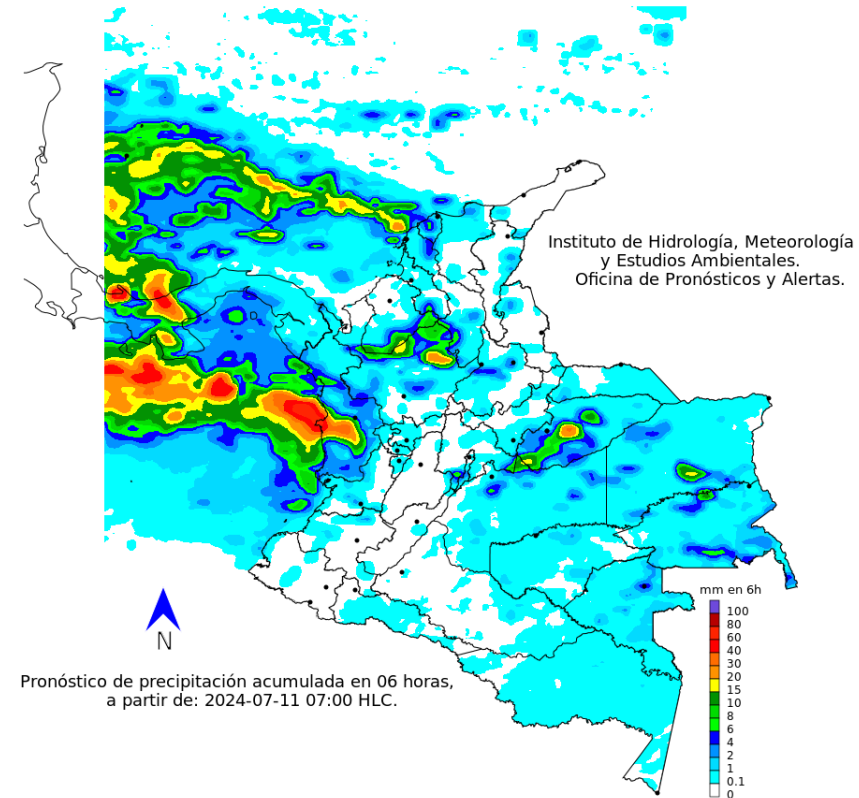 Instituto de Hidrología, Meteorología
y Estudios Ambientales.
Oficina de Pronósticos y Alertas.
mm en 6h
100
80
60
40
30
20
15
10
8
6
4
2
1
0.1
0
N
Pronóstico de precipitación acumulada en 06 horas,
a partir de: 2024-07-11 07:00 HLC.